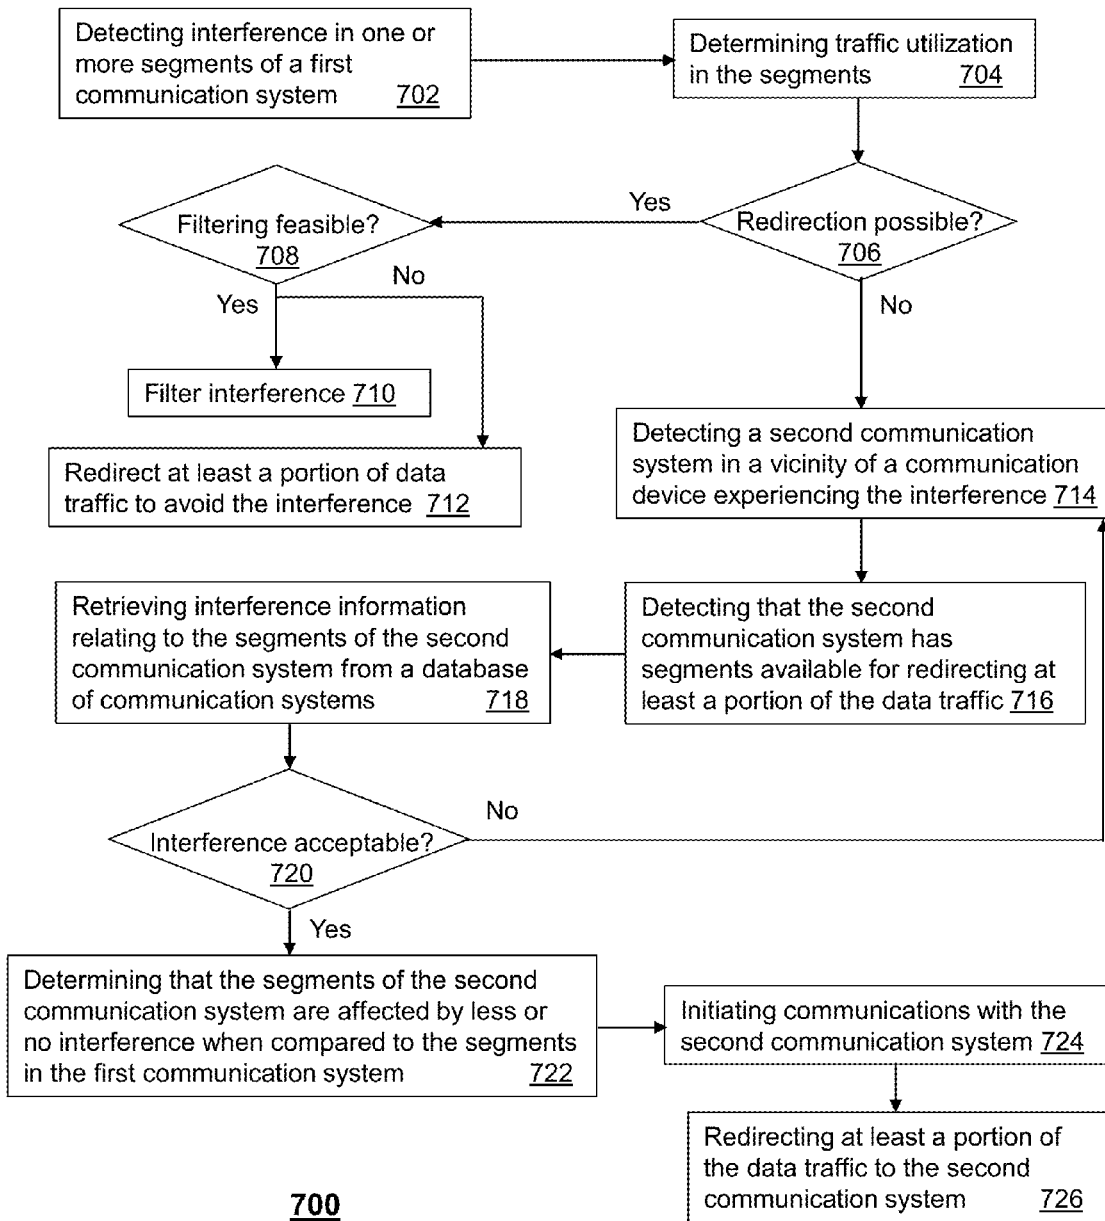 Detecting interference in one or
more segments of a first
communication system 702
Determining traffic utilization
in the segments 704
Redirection possible?
706
Yes
No
Filtering feasible?
708
Yes
No
Filter interference 710
Redirect at least a portion of data
traffic to avoid the interference 712
Detecting a second communication
system in a vicinity of a communication
device experiencing the interference 714
Detecting that the second
communication system has
segments available for redirecting at
least a portion of the data traffic 716
Retrieving interference information
relating to the segments of the second
communication system from a database
of communication systems 718
Interference acceptable?
720
No
Yes
Determining that the segments of the second
communication system are affected by less or
no interference when compared to the segments
in the first communication system 722
Initiating communications with the
second communication system 724
Redirecting at least a portion of
the data traffic to the second
communication system 726
700